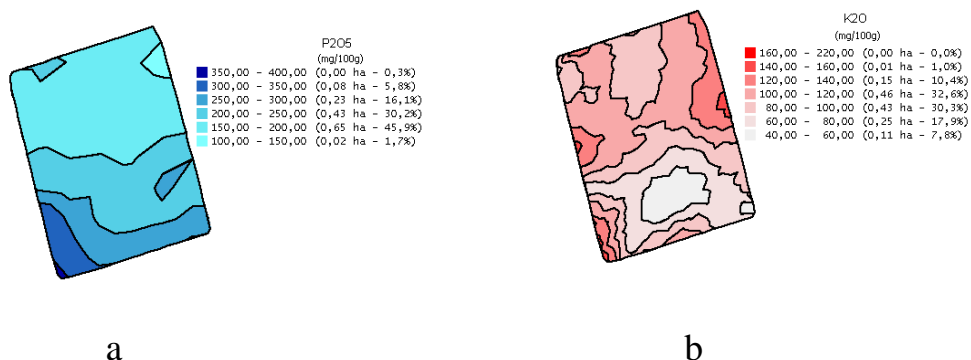 P2O5
(mg/100g)
350,00 - 400,00 (0,00 ha - 0,3%)
300,00 - 350,00 (0,08 ha - 5,8%)
250,00 - 300,00 (0,23 ha - 16,1%)
200,00 - 250,00 (0,43 ha - 30,2%)
150,00 - 200,00 (0,65 ha - 45,9%)
100,00 - 150,00 (0,02 ha - 1,7%)
a
K2O
(mg/100g)
160,00 - 220,00 (0,00 ha - 0,0%)
140,00 - 160,00 (0,01 ha - 1,0%)
120,00 - 140,00 (0,15 ha - 10,4%)
100,00 - 120,00 (0,46 ha - 32,6%)
80,00 - 100,00 (0,43 ha - 30,3%)
60,00 - 80,00 (0,25 ha - 17,9%)
40,00 - 60,00 (0,11 ha - 7,8%)
b